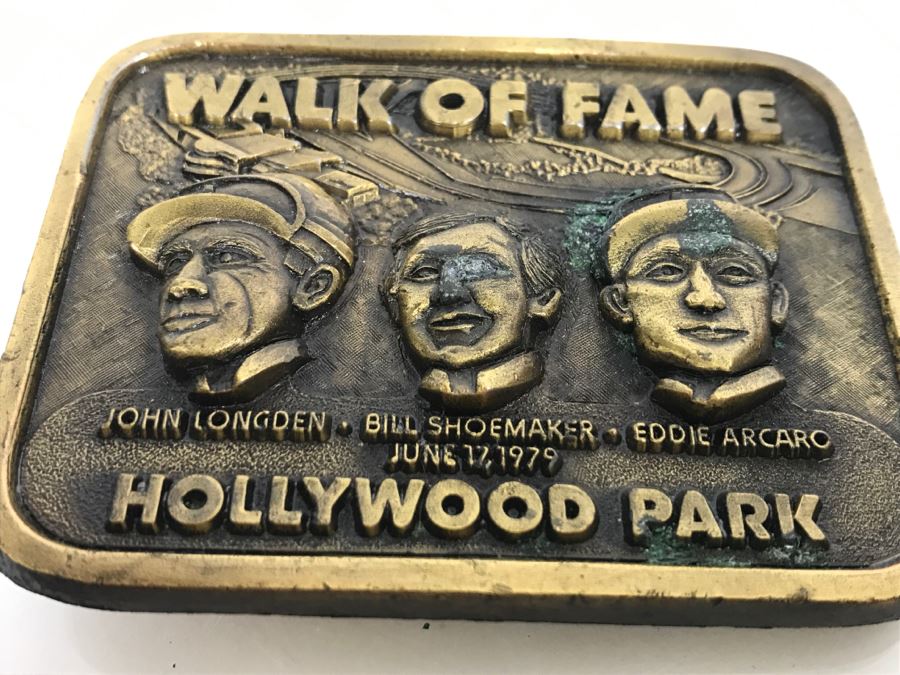 WALK OF FAME
JOHN LONGDEN • BILL SHOEMAKER • EDDIE ARCARO
JUNE 17, 1979
HOLLYWOOD PARK